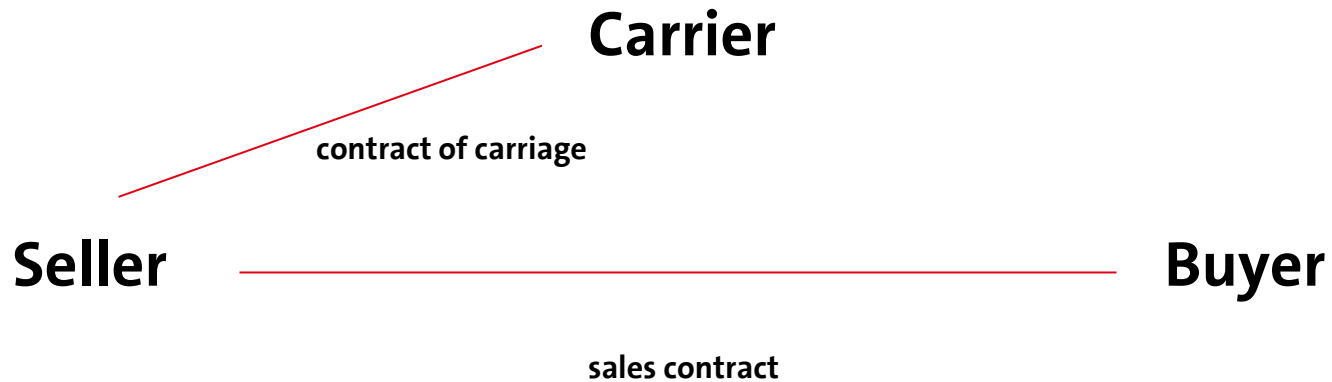 Carrier
contract of carriage
Seller
Buyer
sales contract